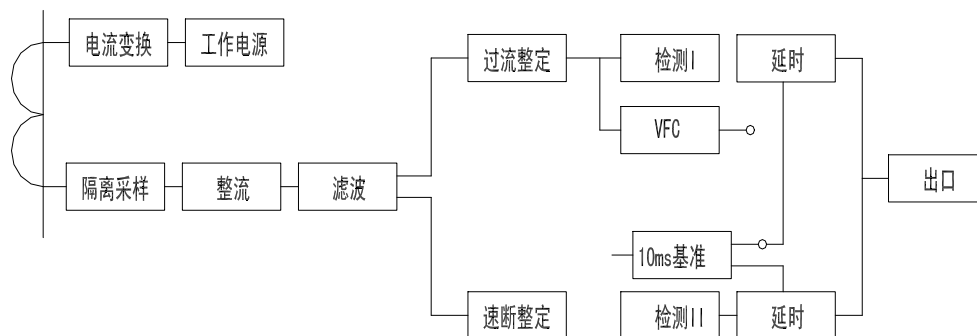 电流变换
工作电源
过流整定
检测I
延时
VFC
隔离采样
整流
滤波
出口
10ms基准
速断整定
检测II
延时